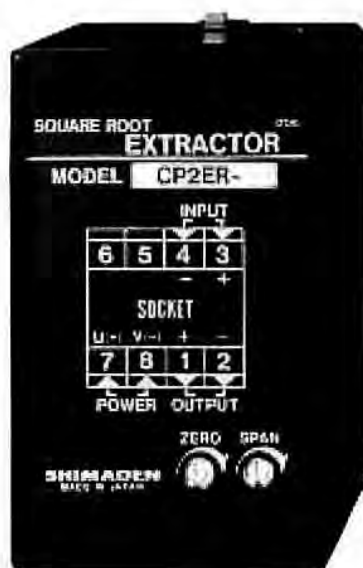 SQUARE ROOT
EXTRACTOR
MODEL CP2ER-
INPUT
6 5 4 3
- +
SOCKET
U(+) V(-) + -
7 8 1 2
POWER OUTPUT
ZERO SPAN
SHIMADEN
MADE IN JAPAN